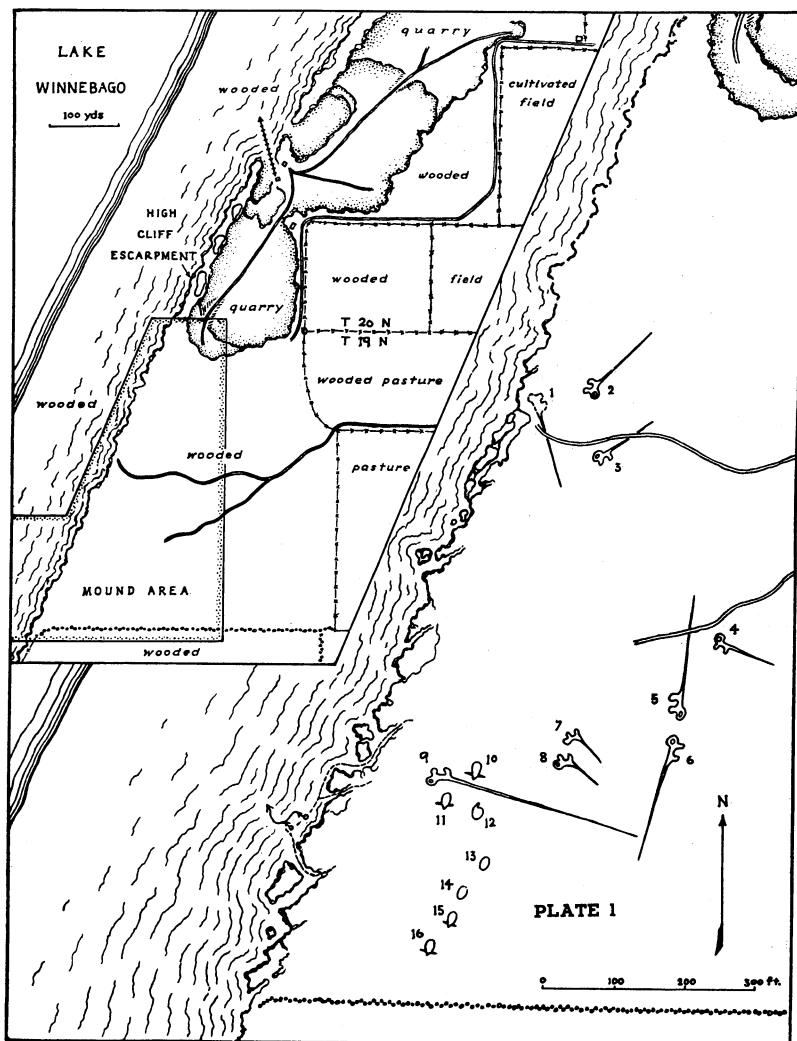 LAKE
WINNEBAGO
100 yds
quarry
wooded
cultivated
field
wooded
HIGH
CLIFF
ESCARPMENT
wooded
field
quarry
T 20 N
T 19 N
wooded pasture
wooded
wooded
pasture
MOUND AREA
wooded
1
2
3
4
5
6
7
8
9
10
11
12
13
14
15
16
N
PLATE 1
0 100 200 300 ft.